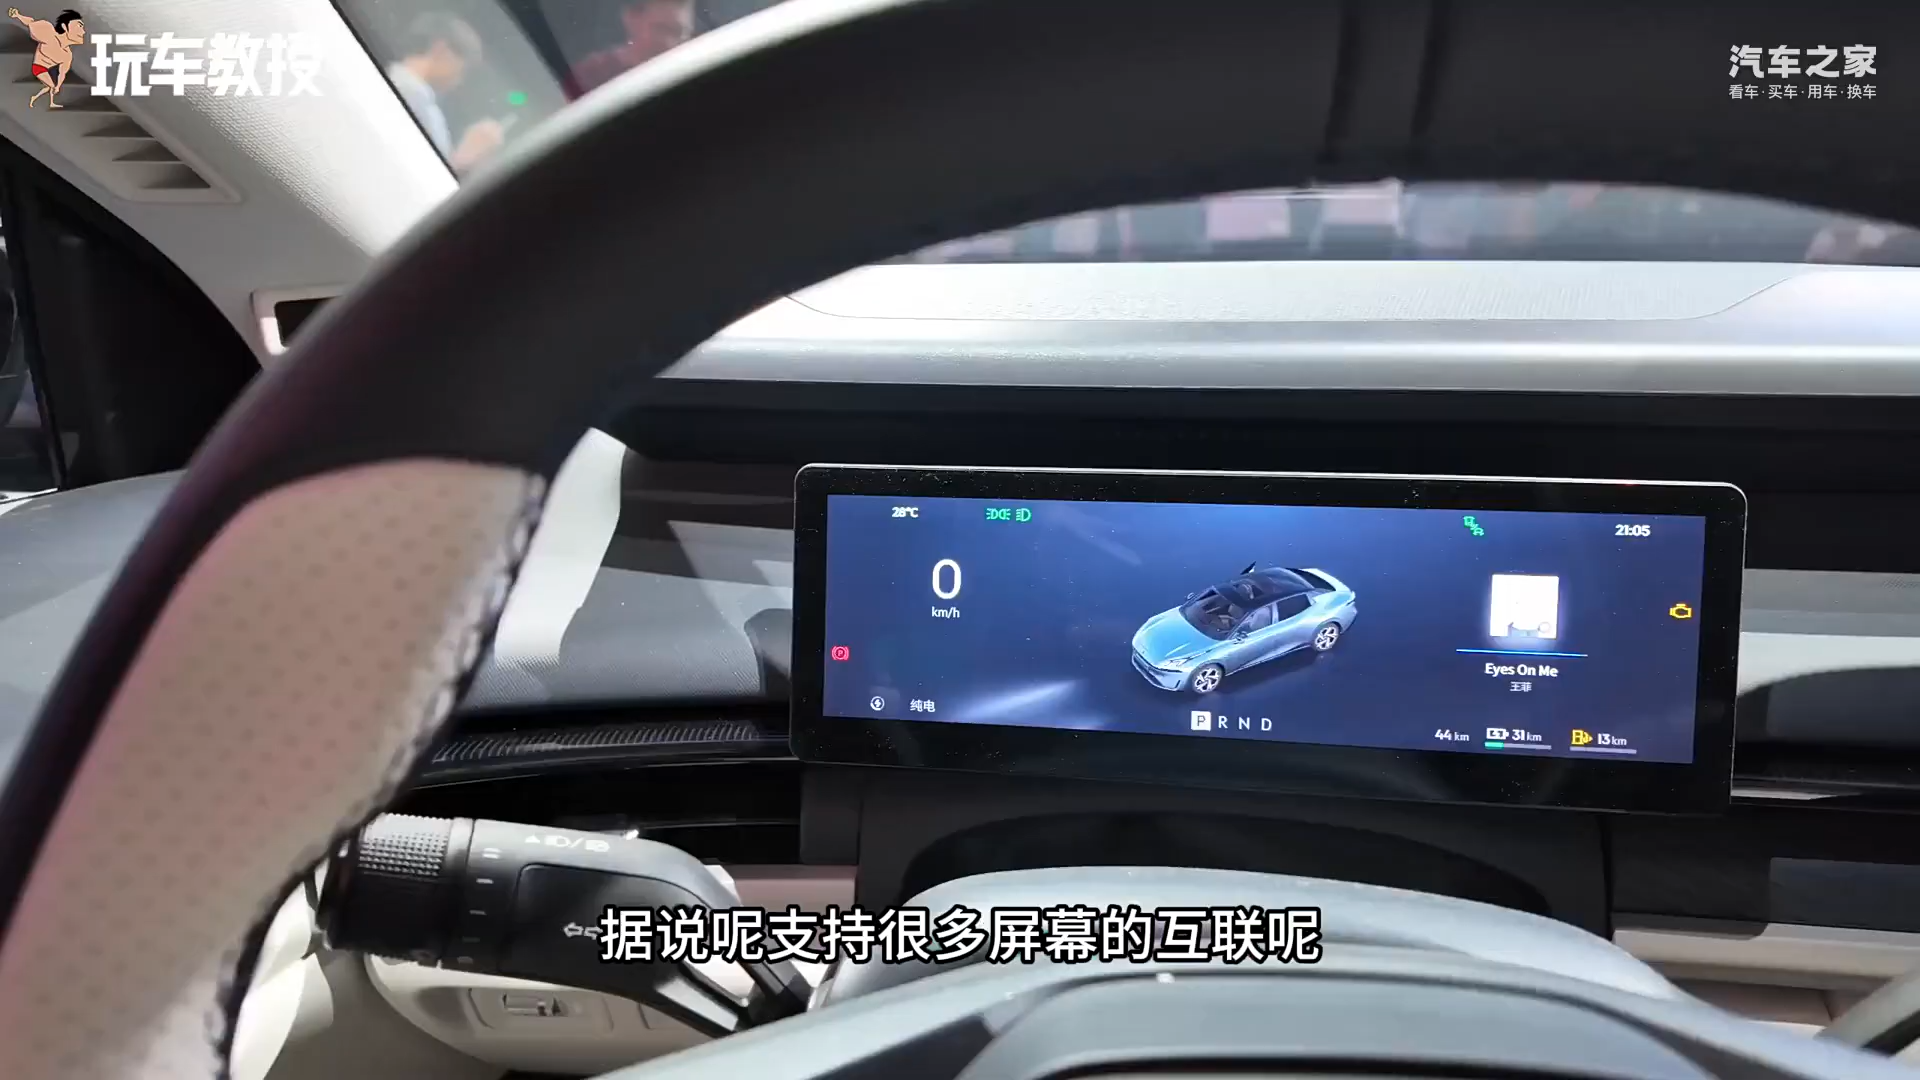 玩车教授
汽车之家
看车·买车·用车·换车
28°C
21:05
0
km/h
Eyes On Me
王菲
纯电
P R N D
44 km
31 km
13 km
据说呢支持很多屏幕的互联呢